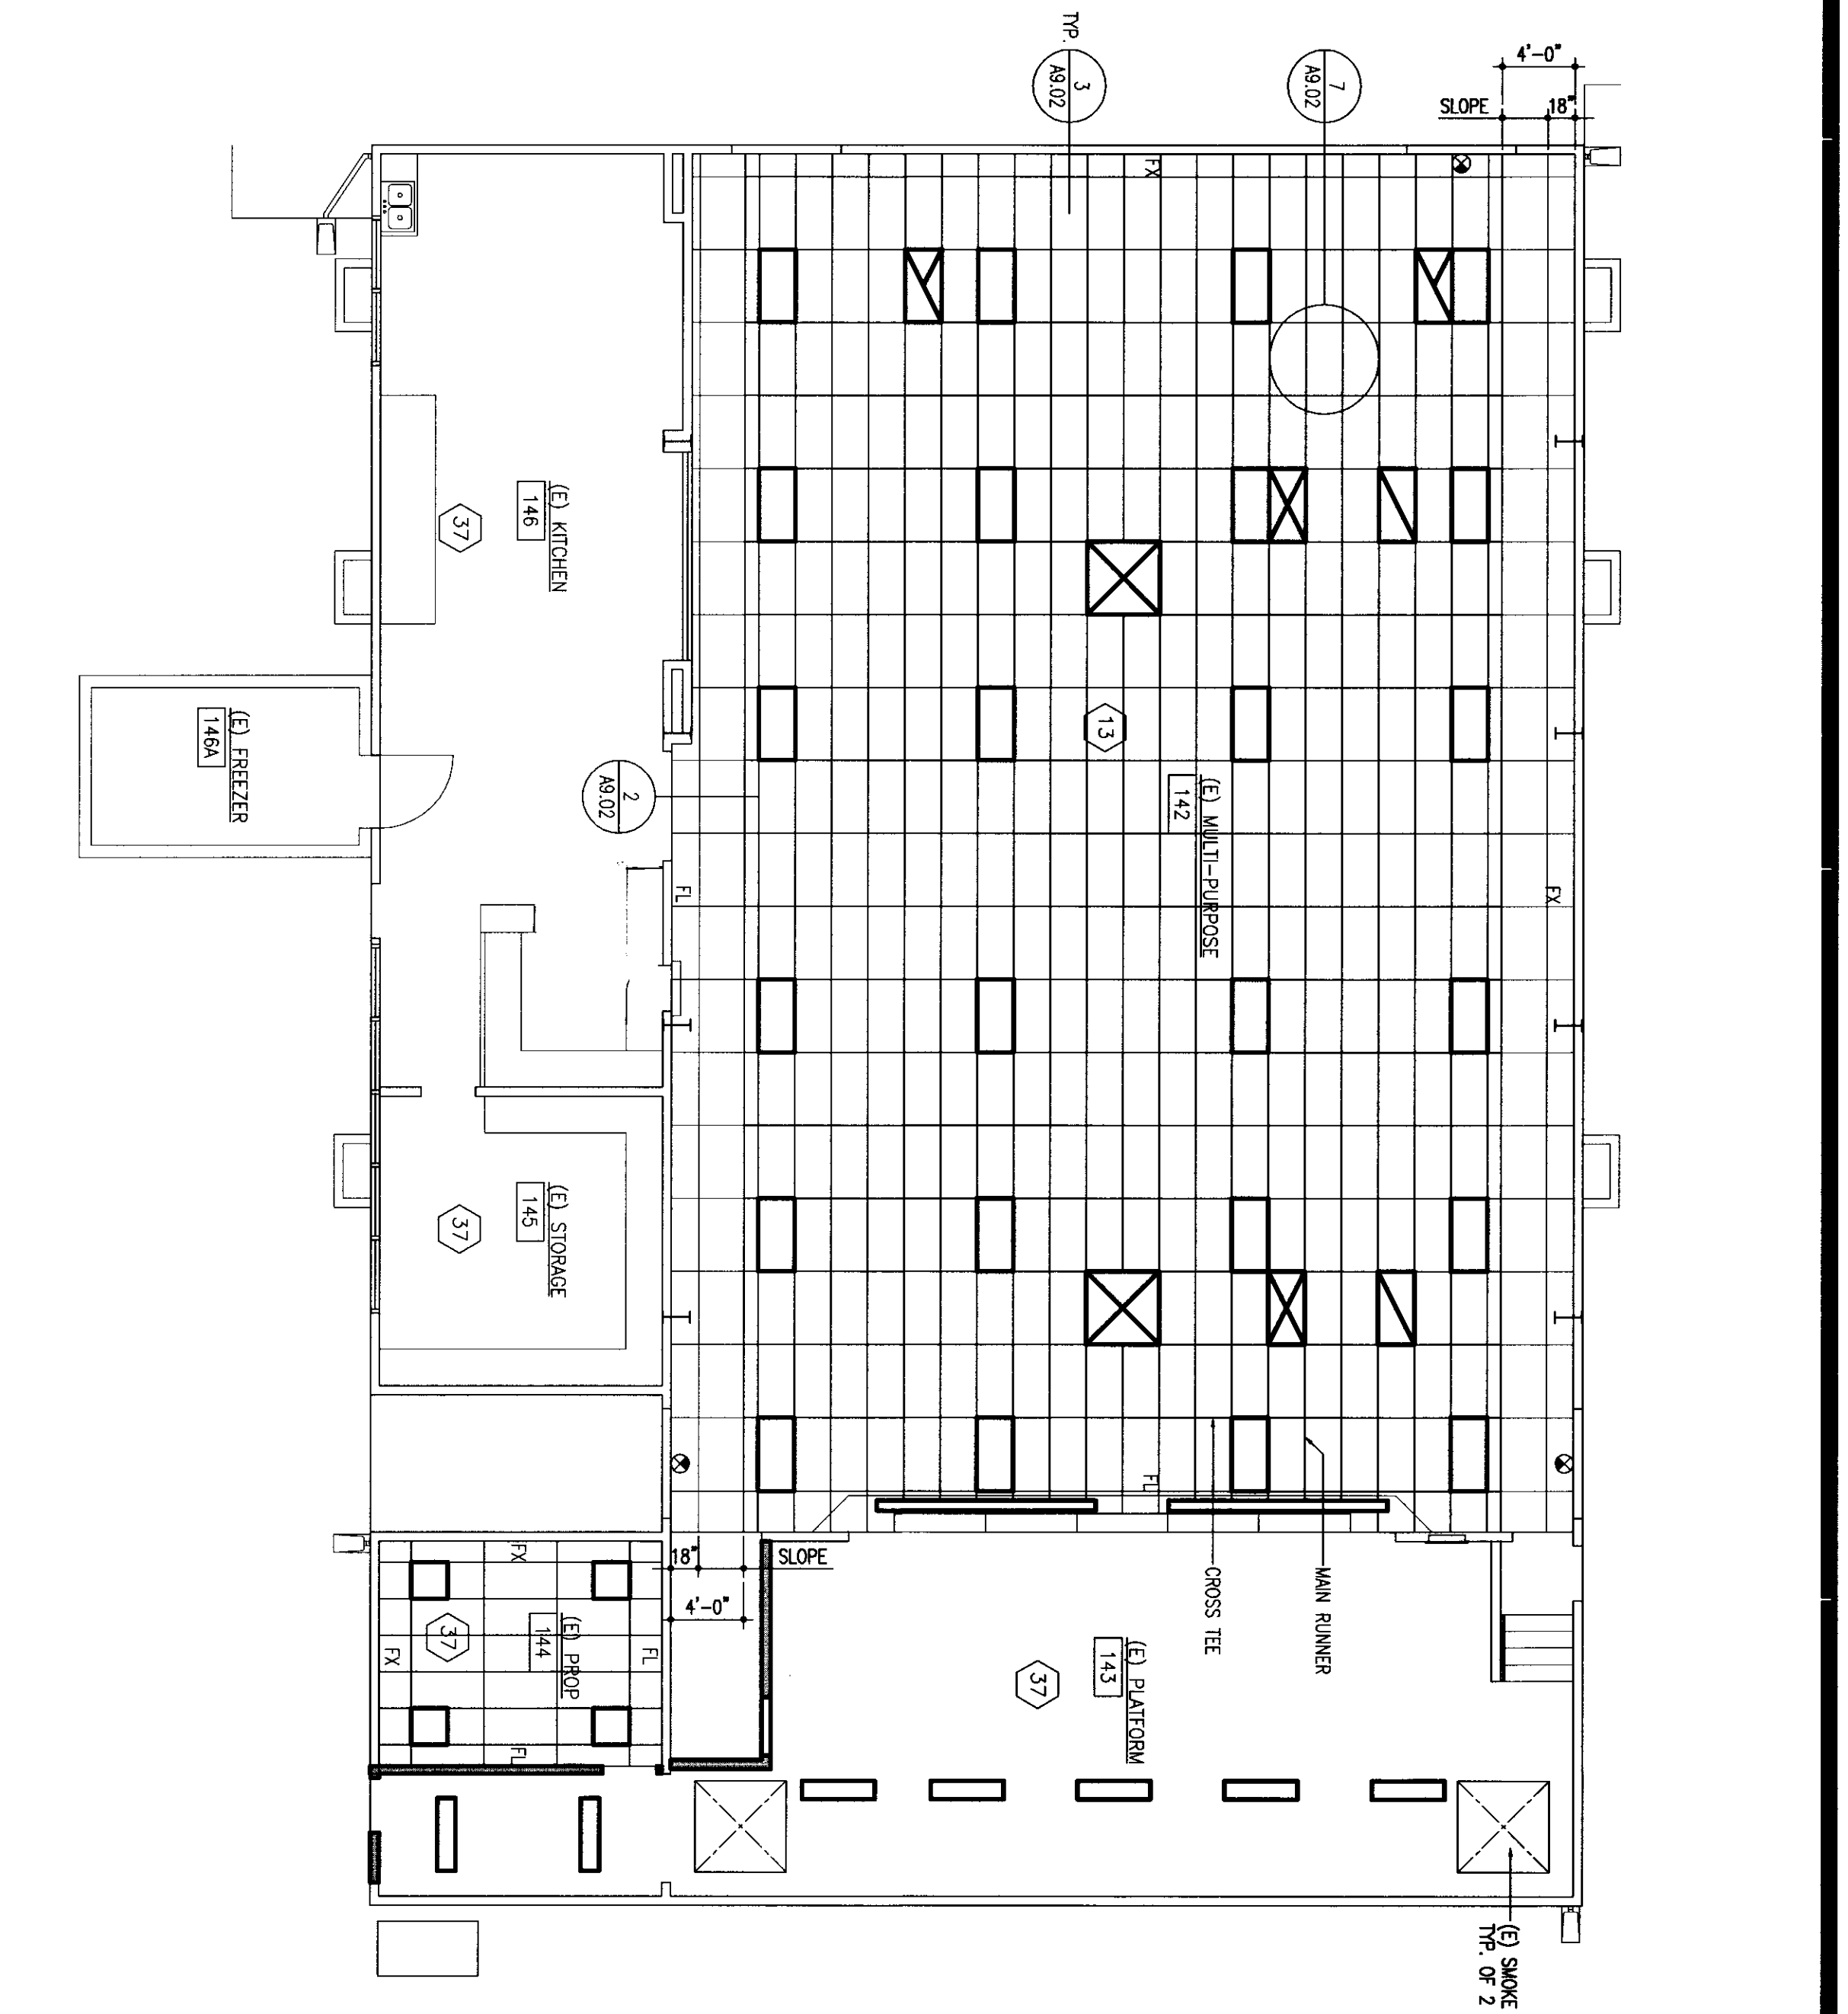 4'-0"
18"
SLOPE
TYP.
3
A9.02
7
A9.02
FX
(E) KITCHEN
146
37
13
(E) MULTI-PURPOSE
142
(E) FREEZER
146A
2
A9.02
FL
FX
(E) STORAGE
145
37
FL
18"
SLOPE
4'-0"
MAIN RUNNER
CROSS TEE
FX
(E) PROP
144
37
FL
FX
FL
(E) PLATFORM
143
37
(E) SMOKE
TYP. OF 2